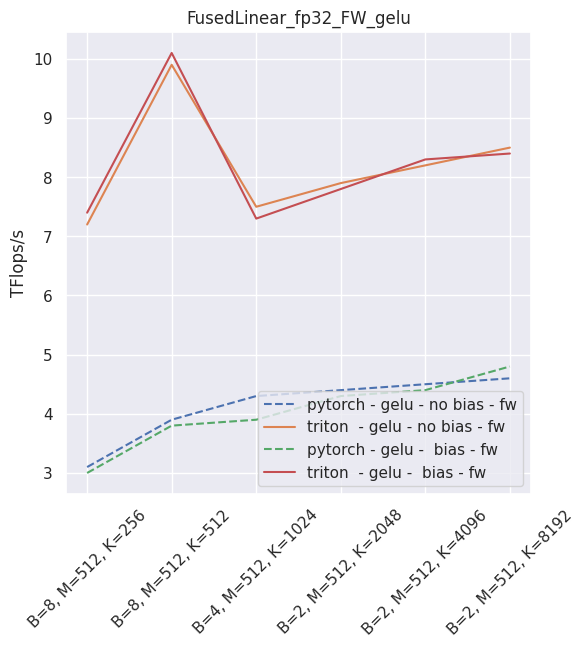 FusedLinear_fp32_FW_gelu
TFlops/s
10
9
8
7
6
5
4
3
pytorch - gelu - no bias - fw
triton  - gelu - no bias - fw
pytorch - gelu -  bias - fw
triton  - gelu -  bias - fw
B=8, M=512, K=256
B=8, M=512, K=512
B=4, M=512, K=1024
B=2, M=512, K=2048
B=2, M=512, K=4096
B=2, M=512, K=8192